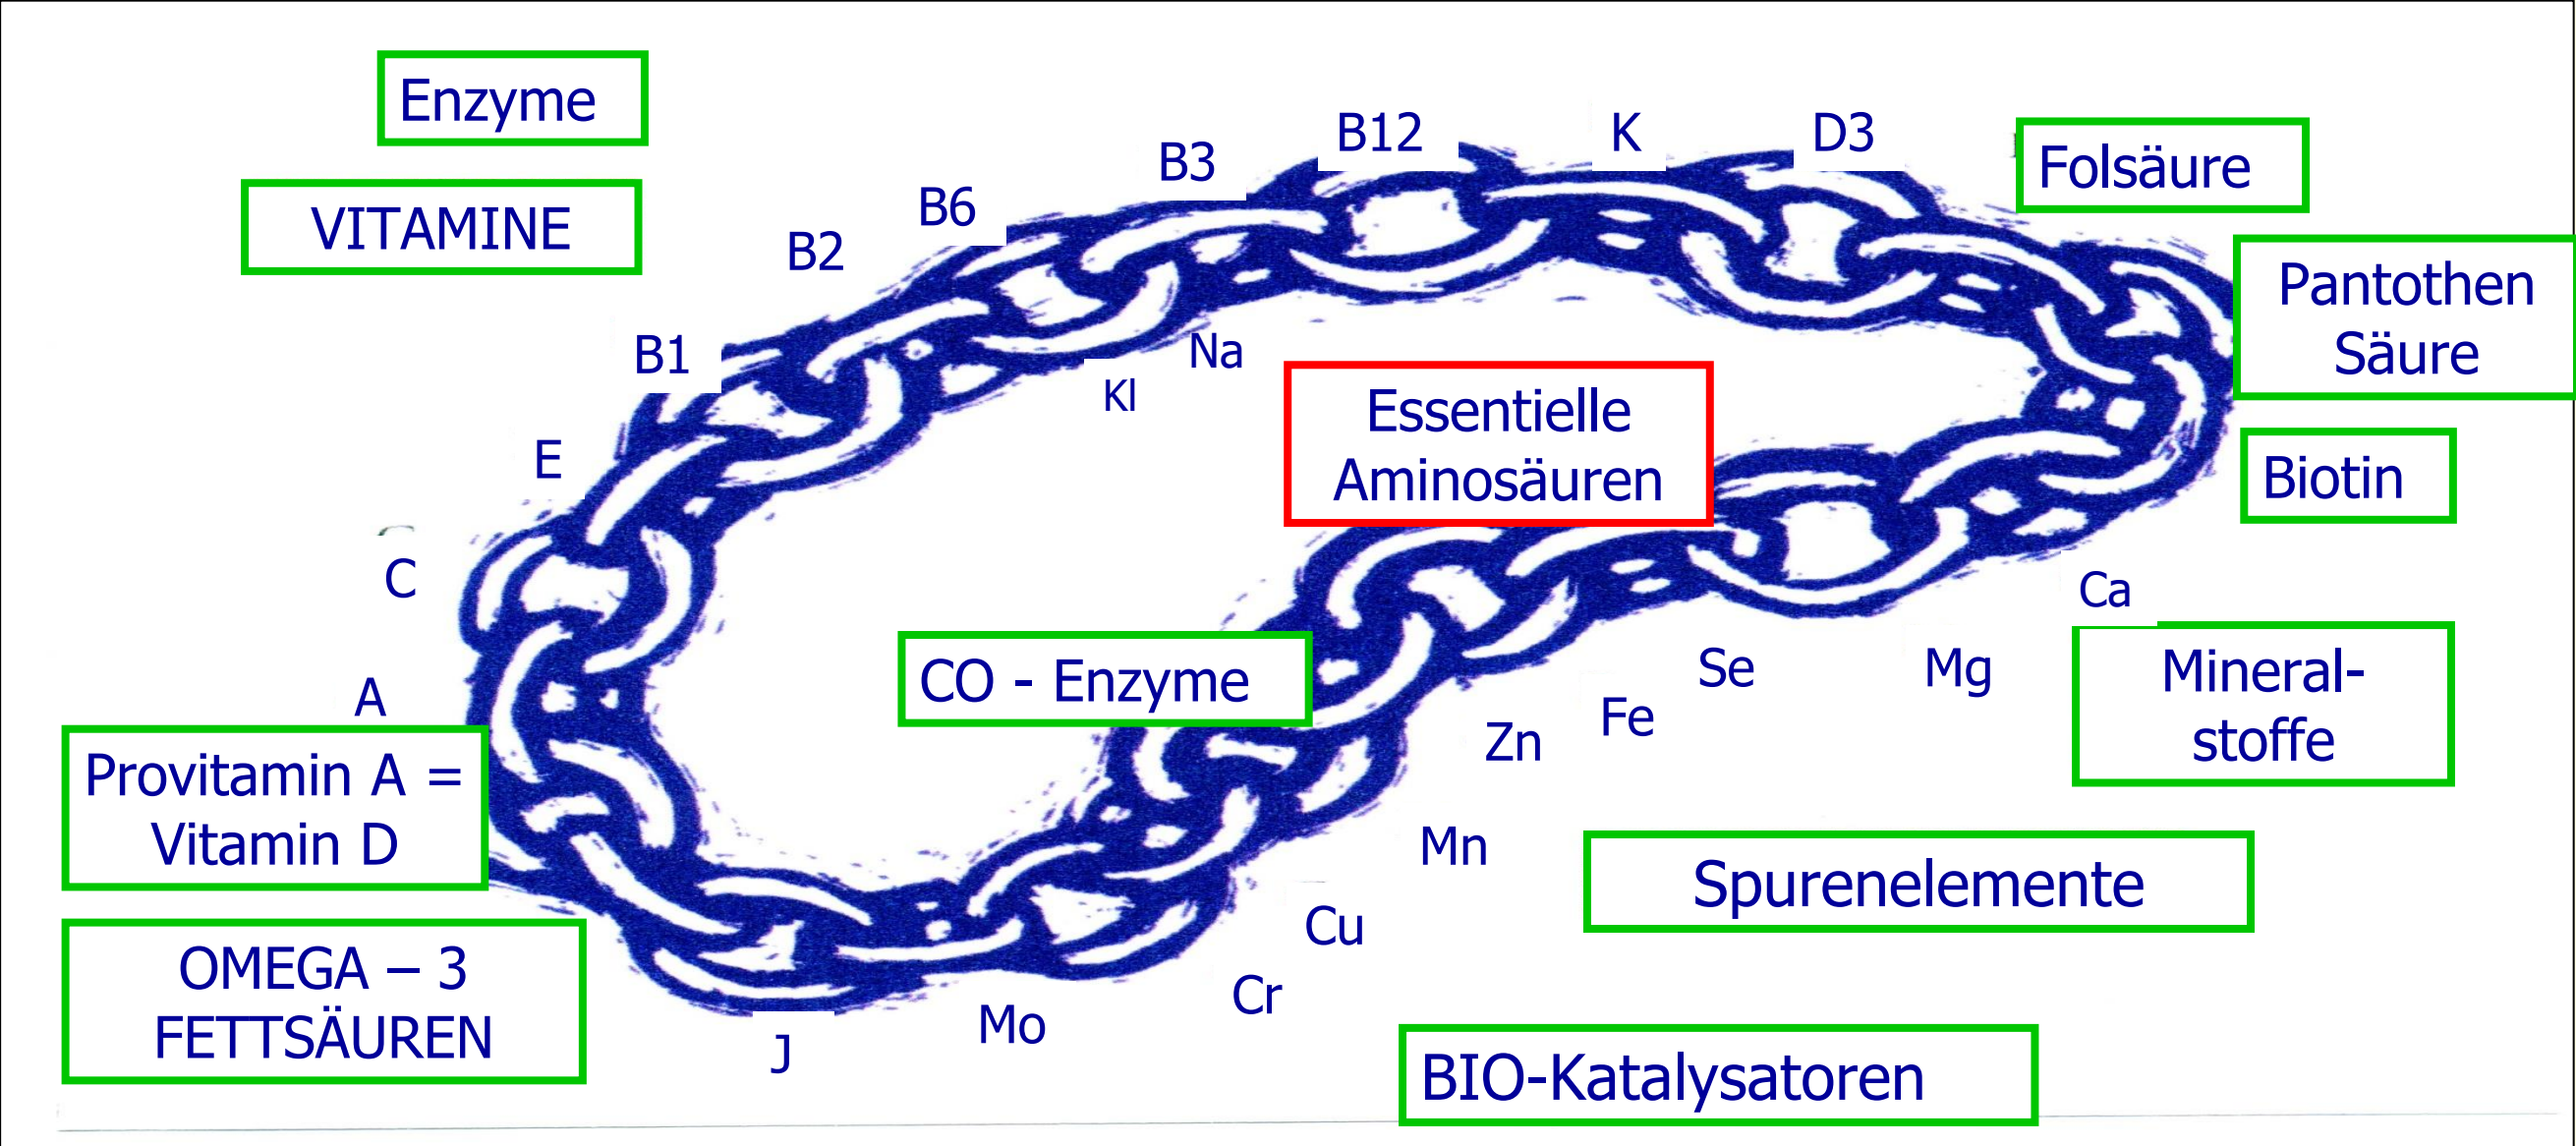 Enzyme
VITAMINE
B12
K
D3
B3
B6
B2
Folsäure
Pantothen
Säure
B1
Na
Kl
Essentielle
Aminosäuren
E
Biotin
C
Ca
CO - Enzyme
A
Se
Mg
Mineral-
stoffe
Zn
Fe
Provitamin A =
Vitamin D
Mn
Spurenelemente
Cu
OMEGA – 3
FETTSÄUREN
Cr
Mo
J
BIO-Katalysatoren